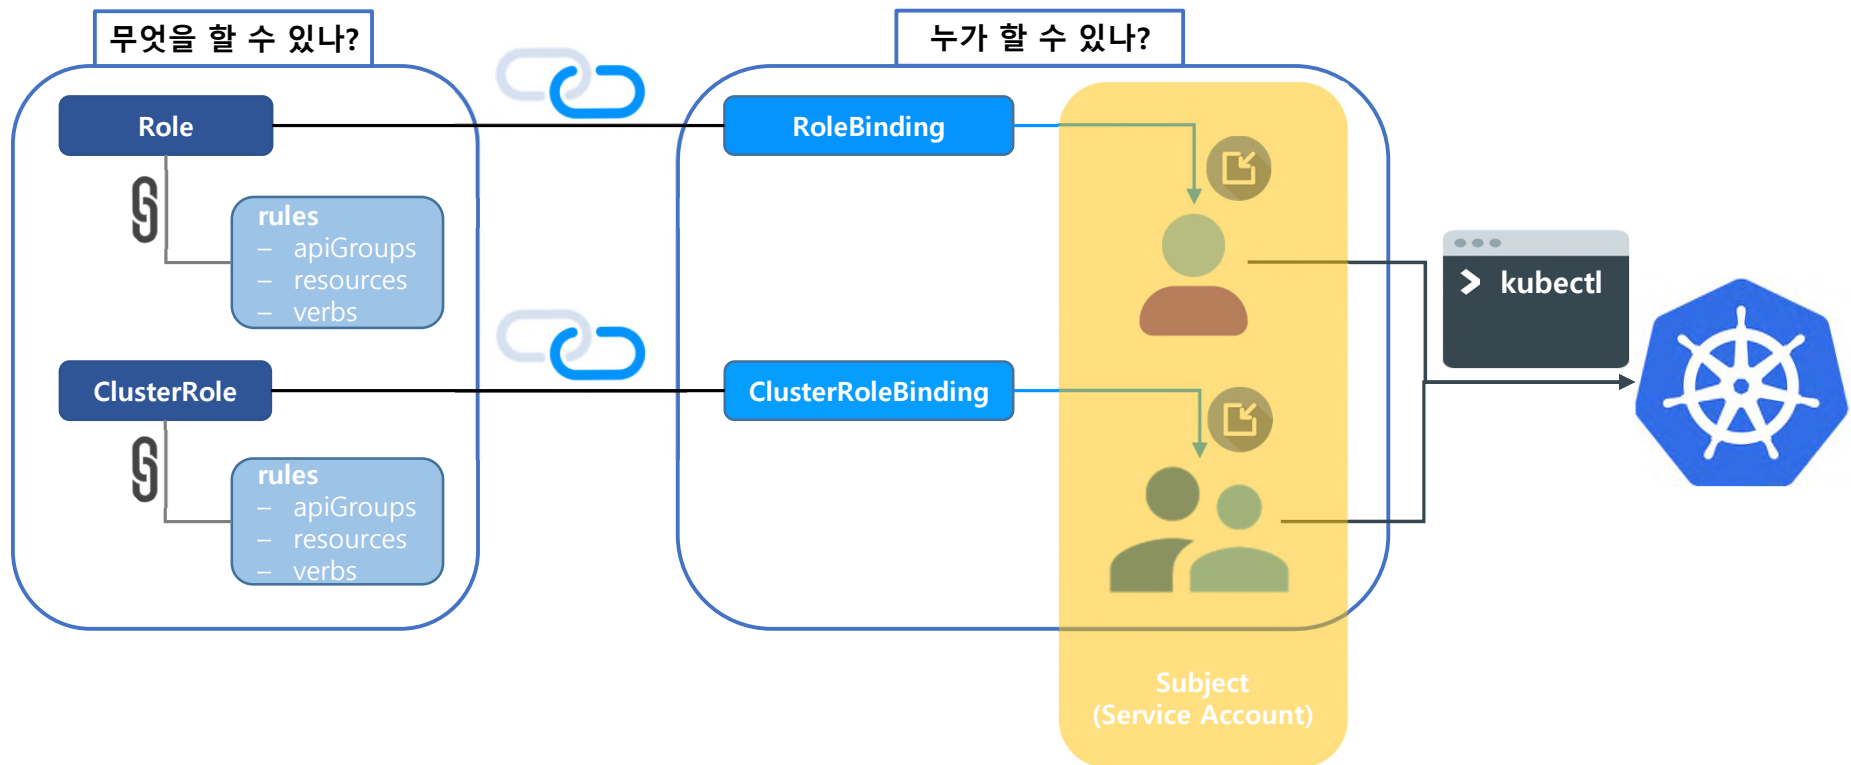 무엇을 할 수 있나?
누가 할 수 있나?
Role
RoleBinding
rules
– apiGroups
– resources
– verbs
kubectl
ClusterRole
ClusterRoleBinding
rules
– apiGroups
– resources
– verbs
Subject
(Service Account)